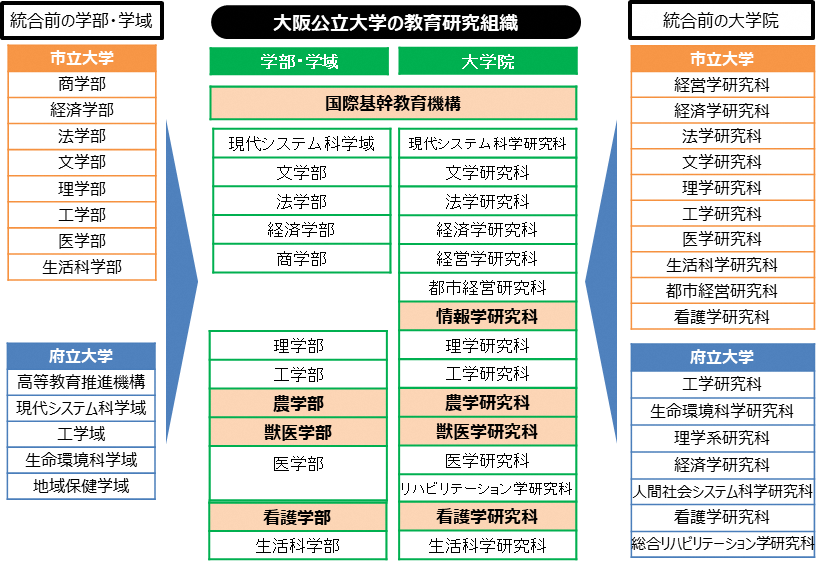 統合前の学部・学域
市立大学
商学部
経済学部
法学部
文学部
理学部
工学部
医学部
生活科学部
府立大学
高等教育推進機構
現代システム科学域
工学域
生命環境科学域
地域保健学域
大阪公立大学の教育研究組織
学部・学域 大学院
国際基幹教育機構
現代システム科学域 現代システム科学研究科
文学部 文学研究科
法学部 法学研究科
経済学部 経済学研究科
商学部 経営学研究科
都市経営研究科
情報学研究科
理学部 理学研究科
工学部 工学研究科
農学部 農学研究科
獣医学部 獣医学研究科
医学部 医学研究科
リハビリテーション学研究科
看護学部 看護学研究科
生活科学部 生活科学研究科
統合前の大学院
市立大学
経営学研究科
経済学研究科
法学研究科
文学研究科
理学研究科
工学研究科
医学研究科
生活科学研究科
都市経営研究科
看護学研究科
府立大学
工学研究科
生命環境科学研究科
理学系研究科
経済学研究科
人間社会システム科学研究科
看護学研究科
総合リハビリテーション学研究科